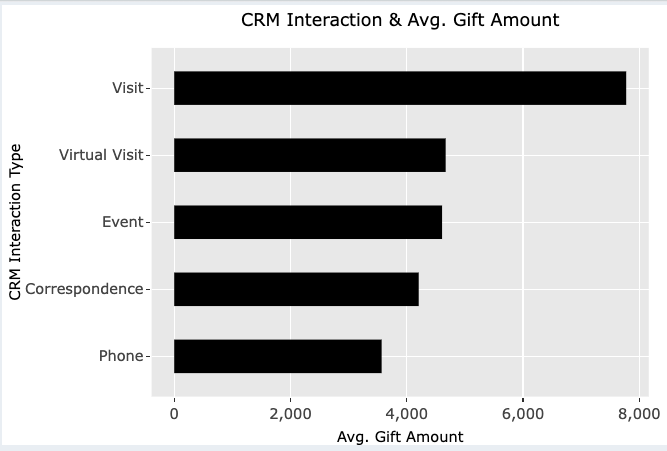 CRM Interaction & Avg. Gift Amount
CRM Interaction Type
Visit
Virtual Visit
Event
Correspondence
Phone
0 2,000 4,000 6,000 8,000
Avg. Gift Amount